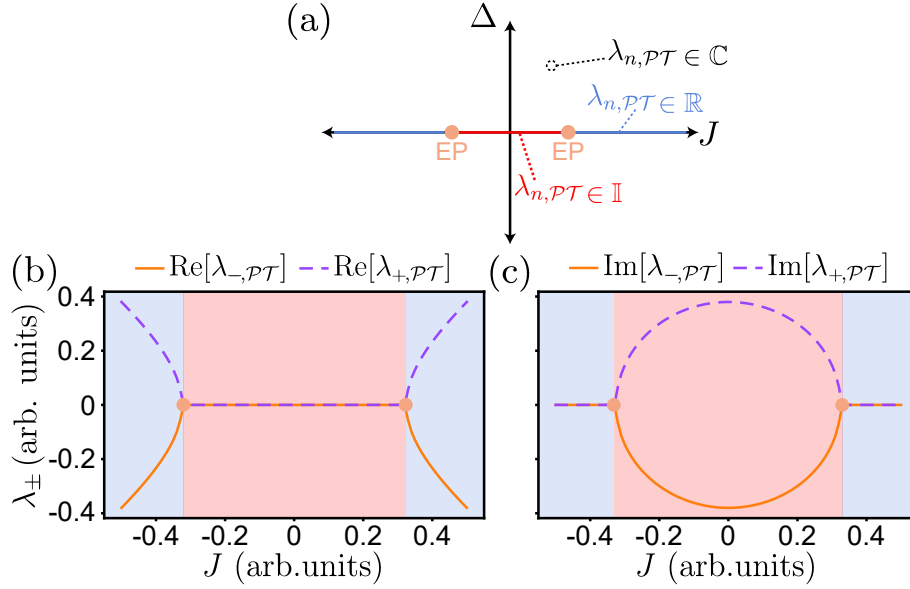 (a)
Δ
λₙ,𝒫𝒯 ∈ ℂ
λₙ,𝒫𝒯 ∈ ℝ
J
EP EP
λₙ,𝒫𝒯 ∈ 𝕀
(b) Re[λ₋,𝒫𝒯] Re[λ₊,𝒫𝒯]
(c) Im[λ₋,𝒫𝒯] Im[λ₊,𝒫𝒯]
λ± (arb. units)
0.4
0.2
0
-0.2
-0.4
-0.4 -0.2 0 0.2 0.4
J (arb.units)
-0.4 -0.2 0 0.2 0.4
J (arb.units)